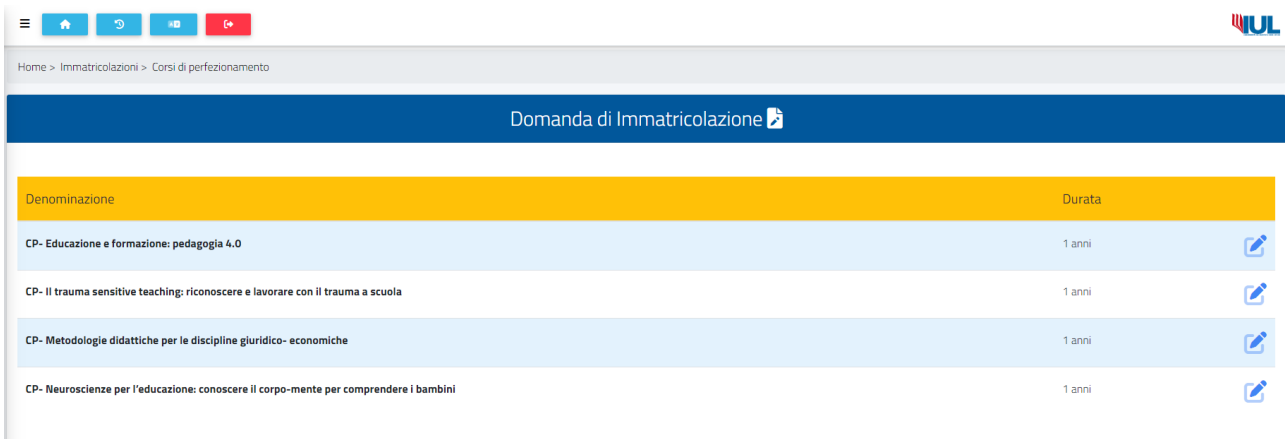 IUL
Home > Immatricolazioni > Corsi di perfezionamento
Domanda di Immatricolazione
Denominazione Durata
CP- Educazione e formazione: pedagogia 4.0 1 anni
CP- Il trauma sensitive teaching: riconoscere e lavorare con il trauma a scuola 1 anni
CP- Metodologie didattiche per le discipline giuridico- economiche 1 anni
CP- Neuroscienze per l’educazione: conoscere il corpo-mente per comprendere i bambini 1 anni